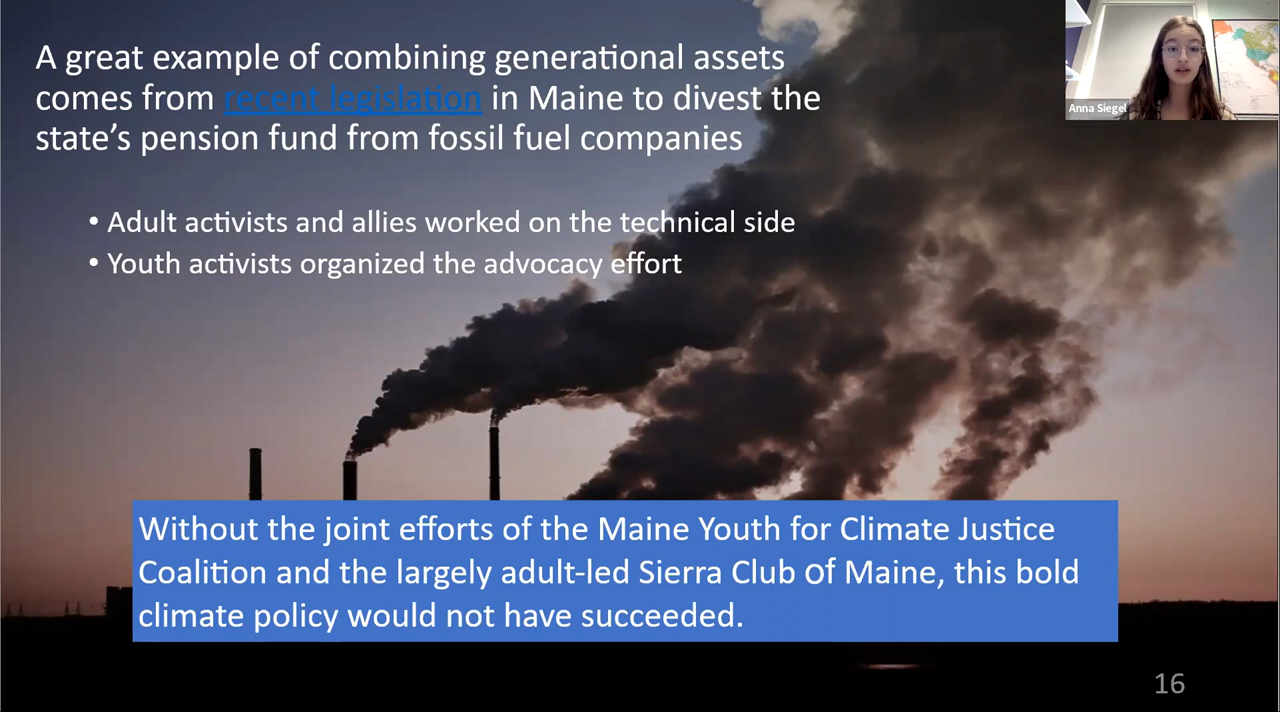 A great example of combining generational assets
comes from recent legislation in Maine to divest the
state’s pension fund from fossil fuel companies
• Adult activists and allies worked on the technical side
• Youth activists organized the advocacy effort
Without the joint efforts of the Maine Youth for Climate Justice
Coalition and the largely adult-led Sierra Club of Maine, this bold
climate policy would not have succeeded.
16
Anna Siegel